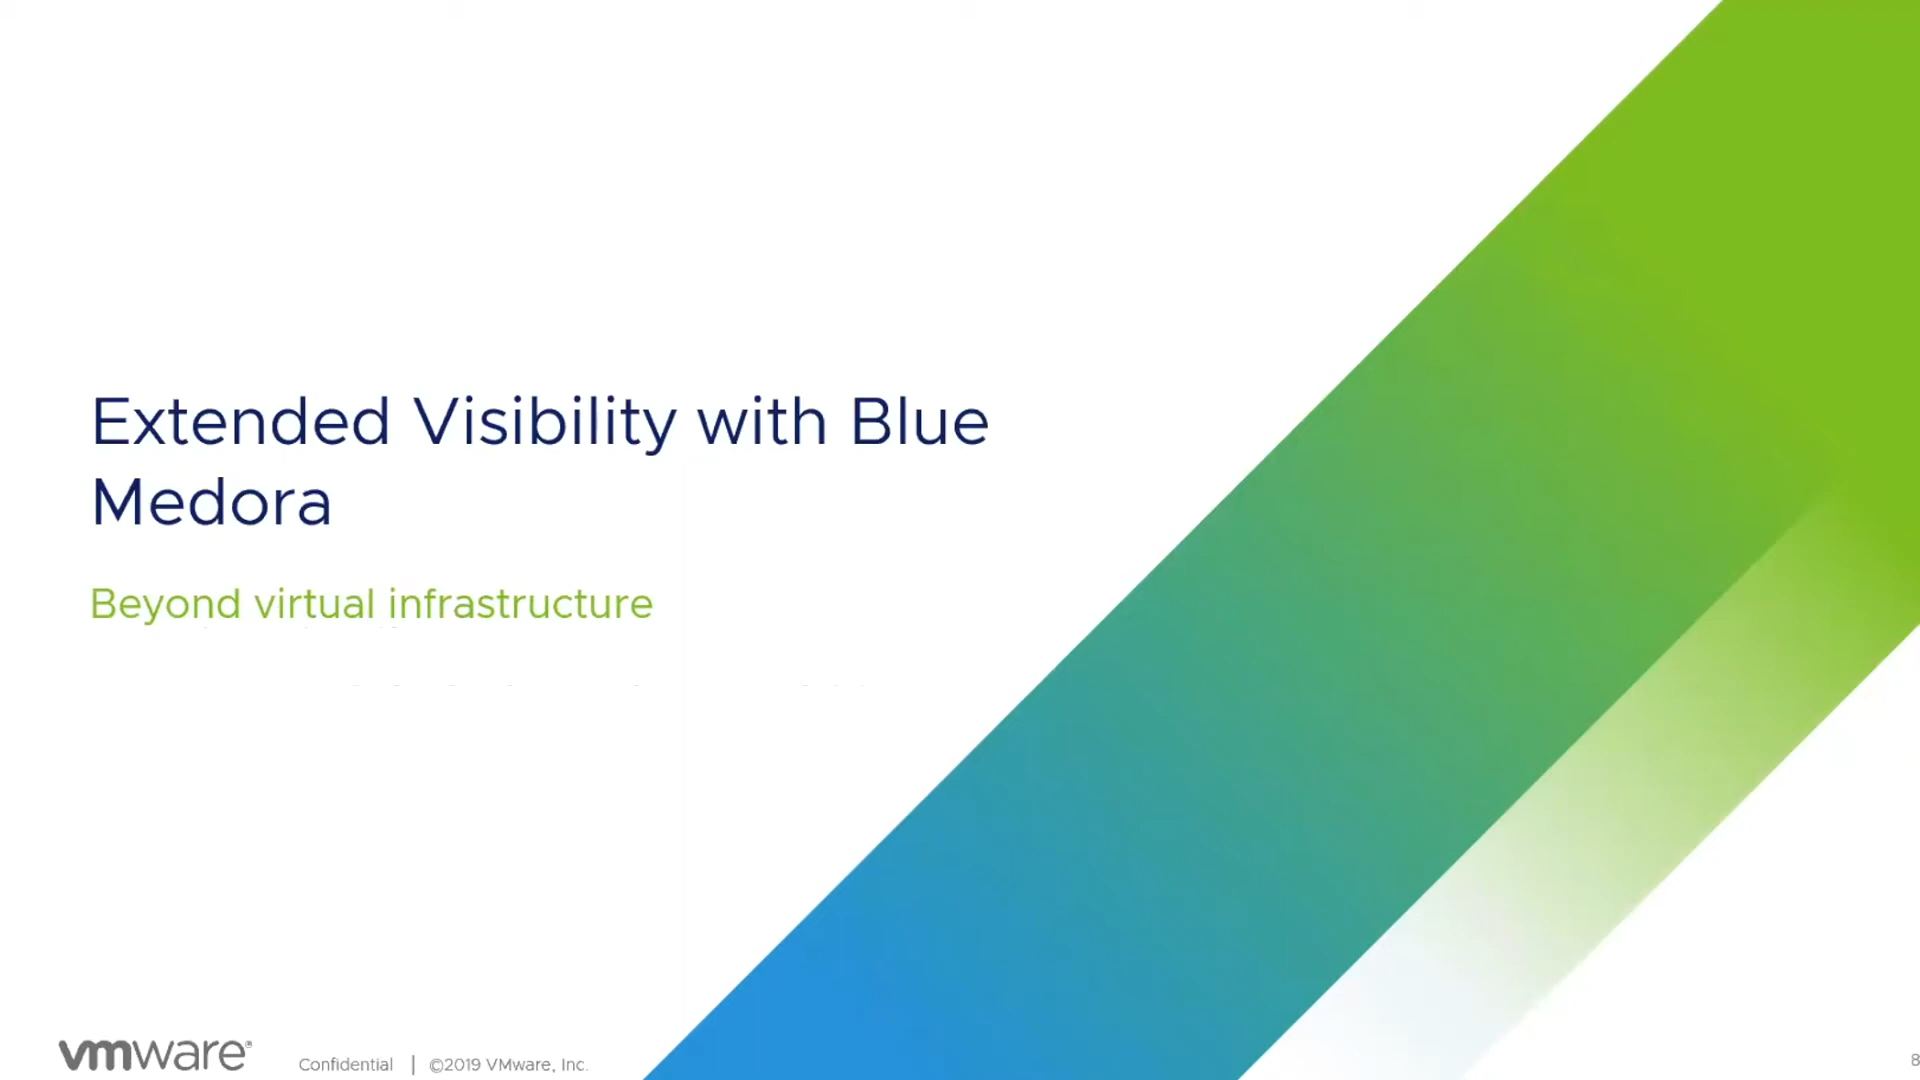 Extended Visibility with Blue
Medora
Beyond virtual infrastructure
vmware®
Confidential | ©2019 VMware, Inc.
8